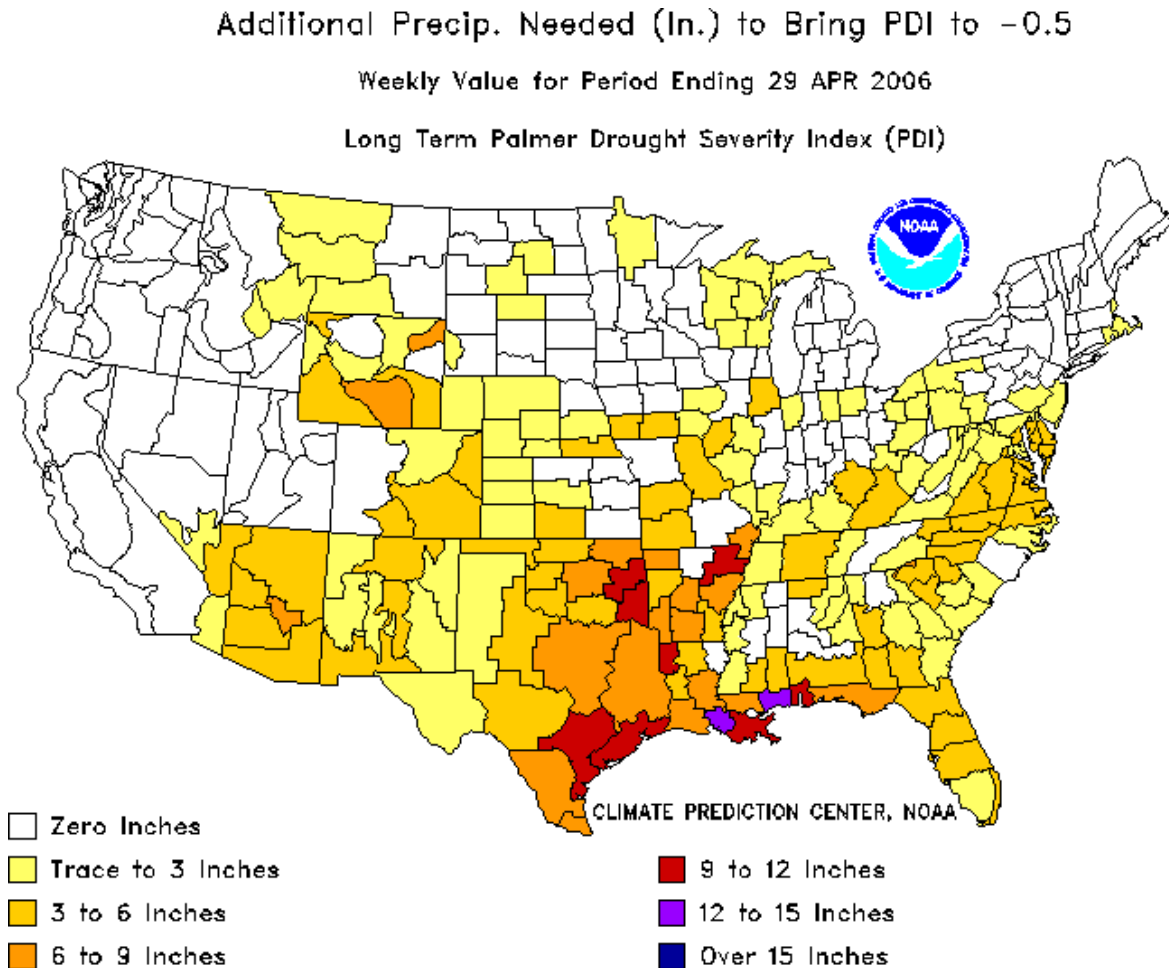 Additional Precip. Needed (In.) to Bring PDI to -0.5
Weekly Value for Period Ending 29 APR 2006
Long Term Palmer Drought Severity Index (PDI)
NOAA
CLIMATE PREDICTION CENTER, NOAA
Zero Inches
Trace to 3 Inches
3 to 6 Inches
6 to 9 Inches
9 to 12 Inches
12 to 15 Inches
Over 15 Inches